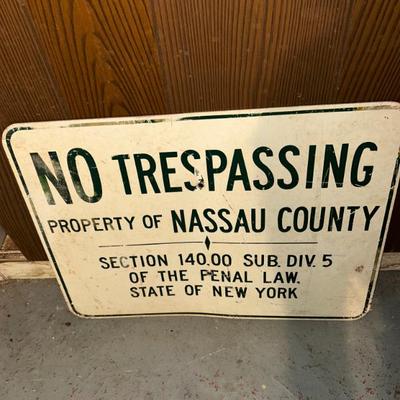 NO TRESPASSING
PROPERTY OF NASSAU COUNTY
SECTION 140.00 SUB. DIV. 5
OF THE PENAL LAW.
STATE OF NEW YORK